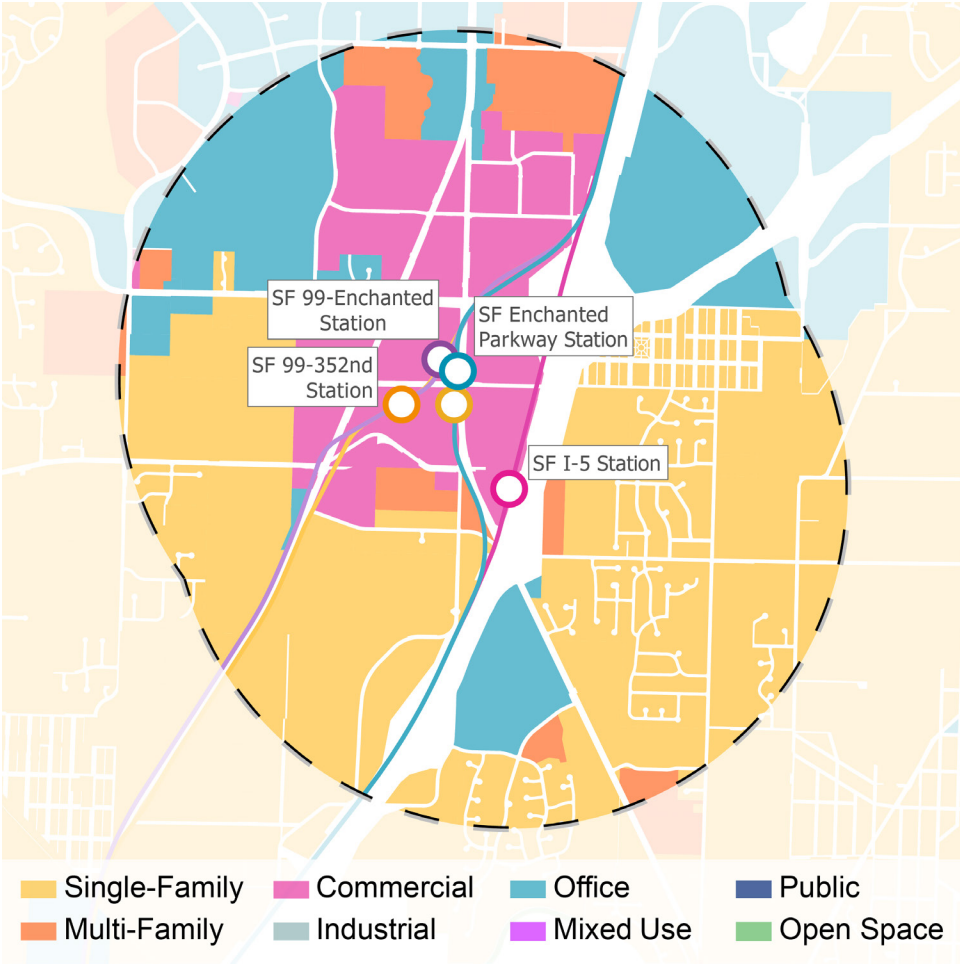 SF 99-Enchanted
Station
SF Enchanted
Parkway Station
SF 99-352nd
Station
SF I-5 Station
Single-Family
Commercial
Office
Public
Multi-Family
Industrial
Mixed Use
Open Space